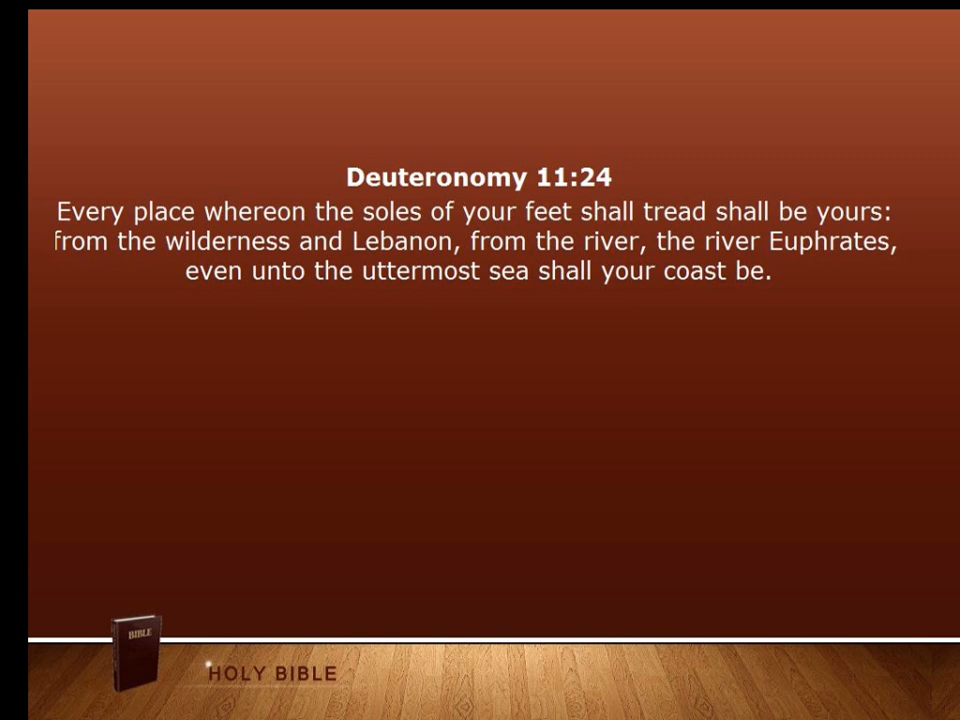 Deuteronomy 11:24
Every place whereon the soles of your feet shall tread shall be yours:
from the wilderness and Lebanon, from the river, the river Euphrates,
even unto the uttermost sea shall your coast be.
BIBLE
HOLY BIBLE